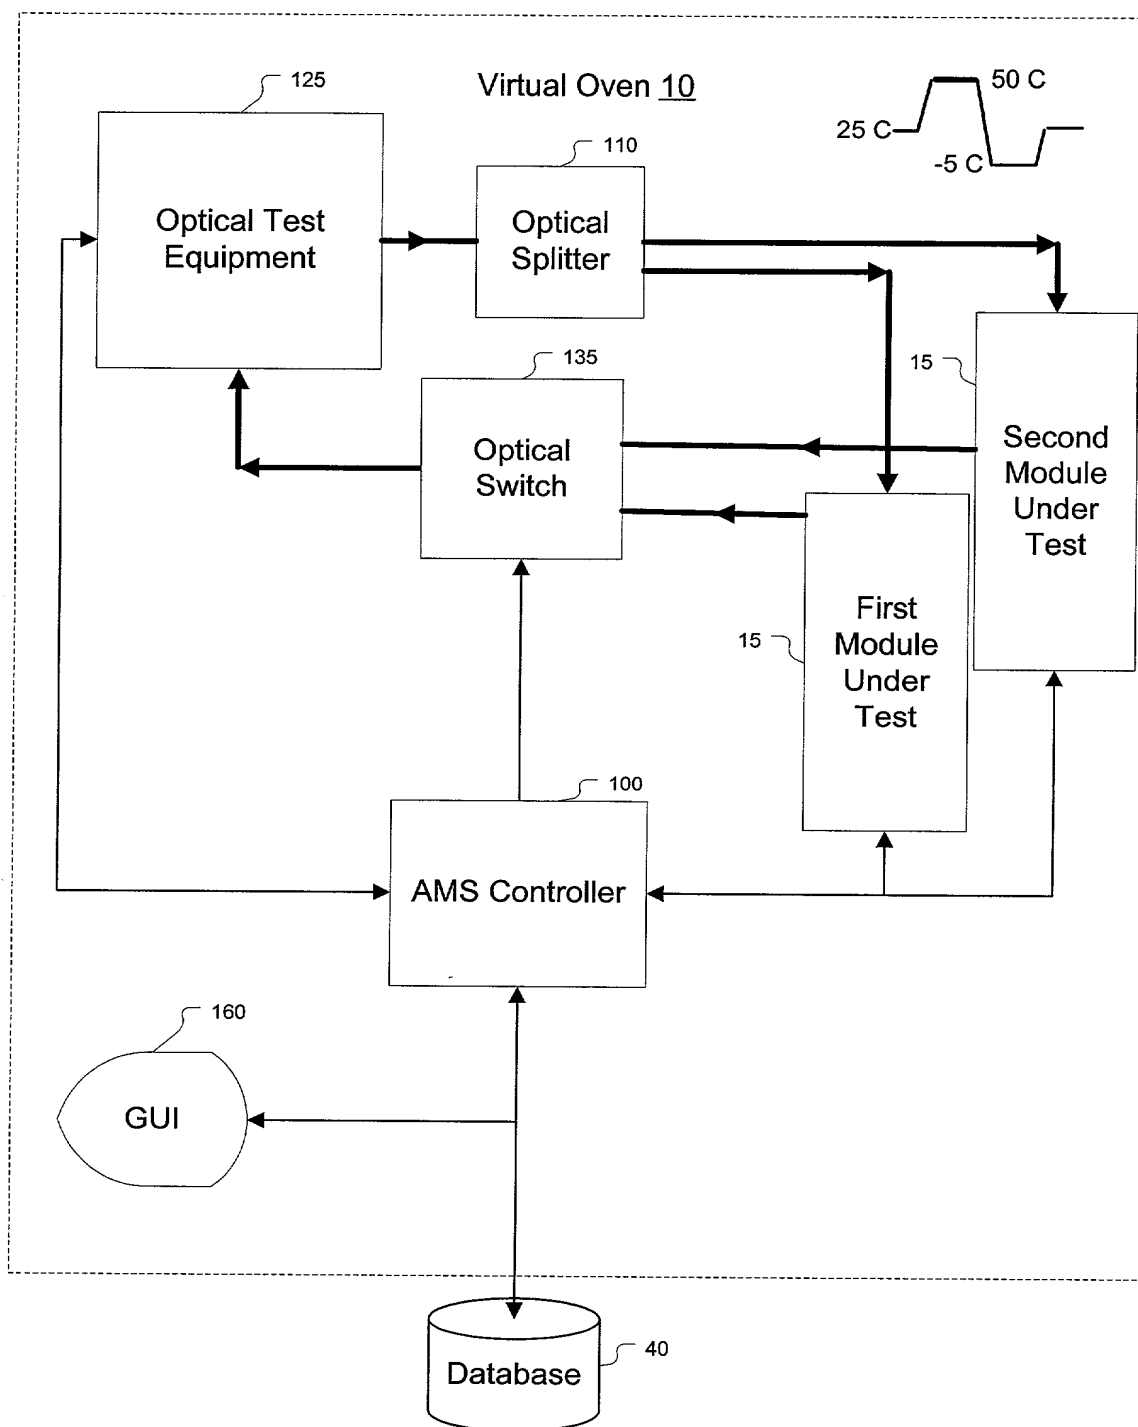 125
Virtual Oven 10
50 C
25 C
-5 C
110
Optical Test
Equipment
Optical
Splitter
135
15
Optical
Switch
Second
Module
Under
Test
15
First
Module
Under
Test
100
AMS Controller
160
GUI
Database
40